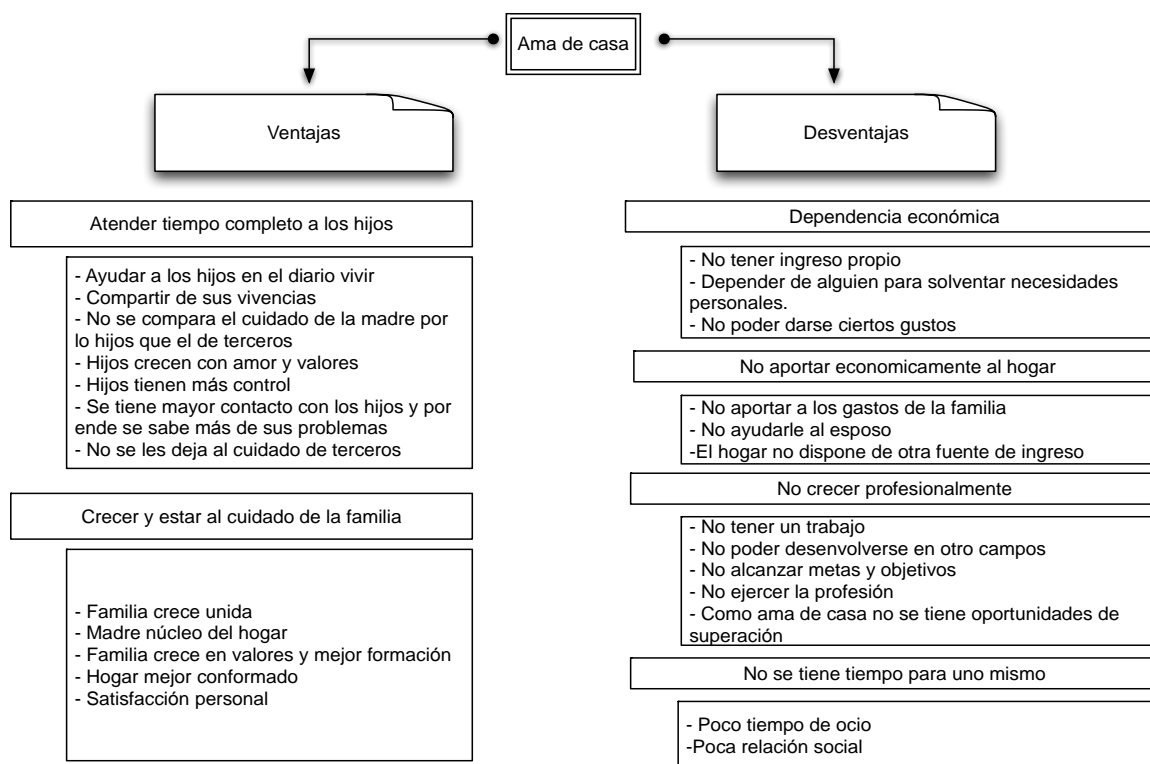 Ama de casa
Ventajas
Atender tiempo completo a los hijos
- Ayudar a los hijos en el diario vivir
- Compartir de sus vivencias
- No se compara el cuidado de la madre por
lo hijos que el de terceros
- Hijos crecen con amor y valores
- Hijos tienen más control
- Se tiene mayor contacto con los hijos y por
ende se sabe más de sus problemas
- No se les deja al cuidado de terceros
Crecer y estar al cuidado de la familia
- Familia crece unida
- Madre núcleo del hogar
- Familia crece en valores y mejor formación
- Hogar mejor conformado
- Satisfacción personal
Desventajas
Dependencia económica
- No tener ingreso propio
- Depender de alguien para solventar necesidades
personales.
- No poder darse ciertos gustos
No aportar economicamente al hogar
- No aportar a los gastos de la familia
- No ayudarle al esposo
-El hogar no dispone de otra fuente de ingreso
No crecer profesionalmente
- No tener un trabajo
- No poder desenvolverse en otro campos
- No alcanzar metas y objetivos
- No ejercer la profesión
- Como ama de casa no se tiene oportunidades de
superación
No se tiene tiempo para uno mismo
- Poco tiempo de ocio
-Poca relación social